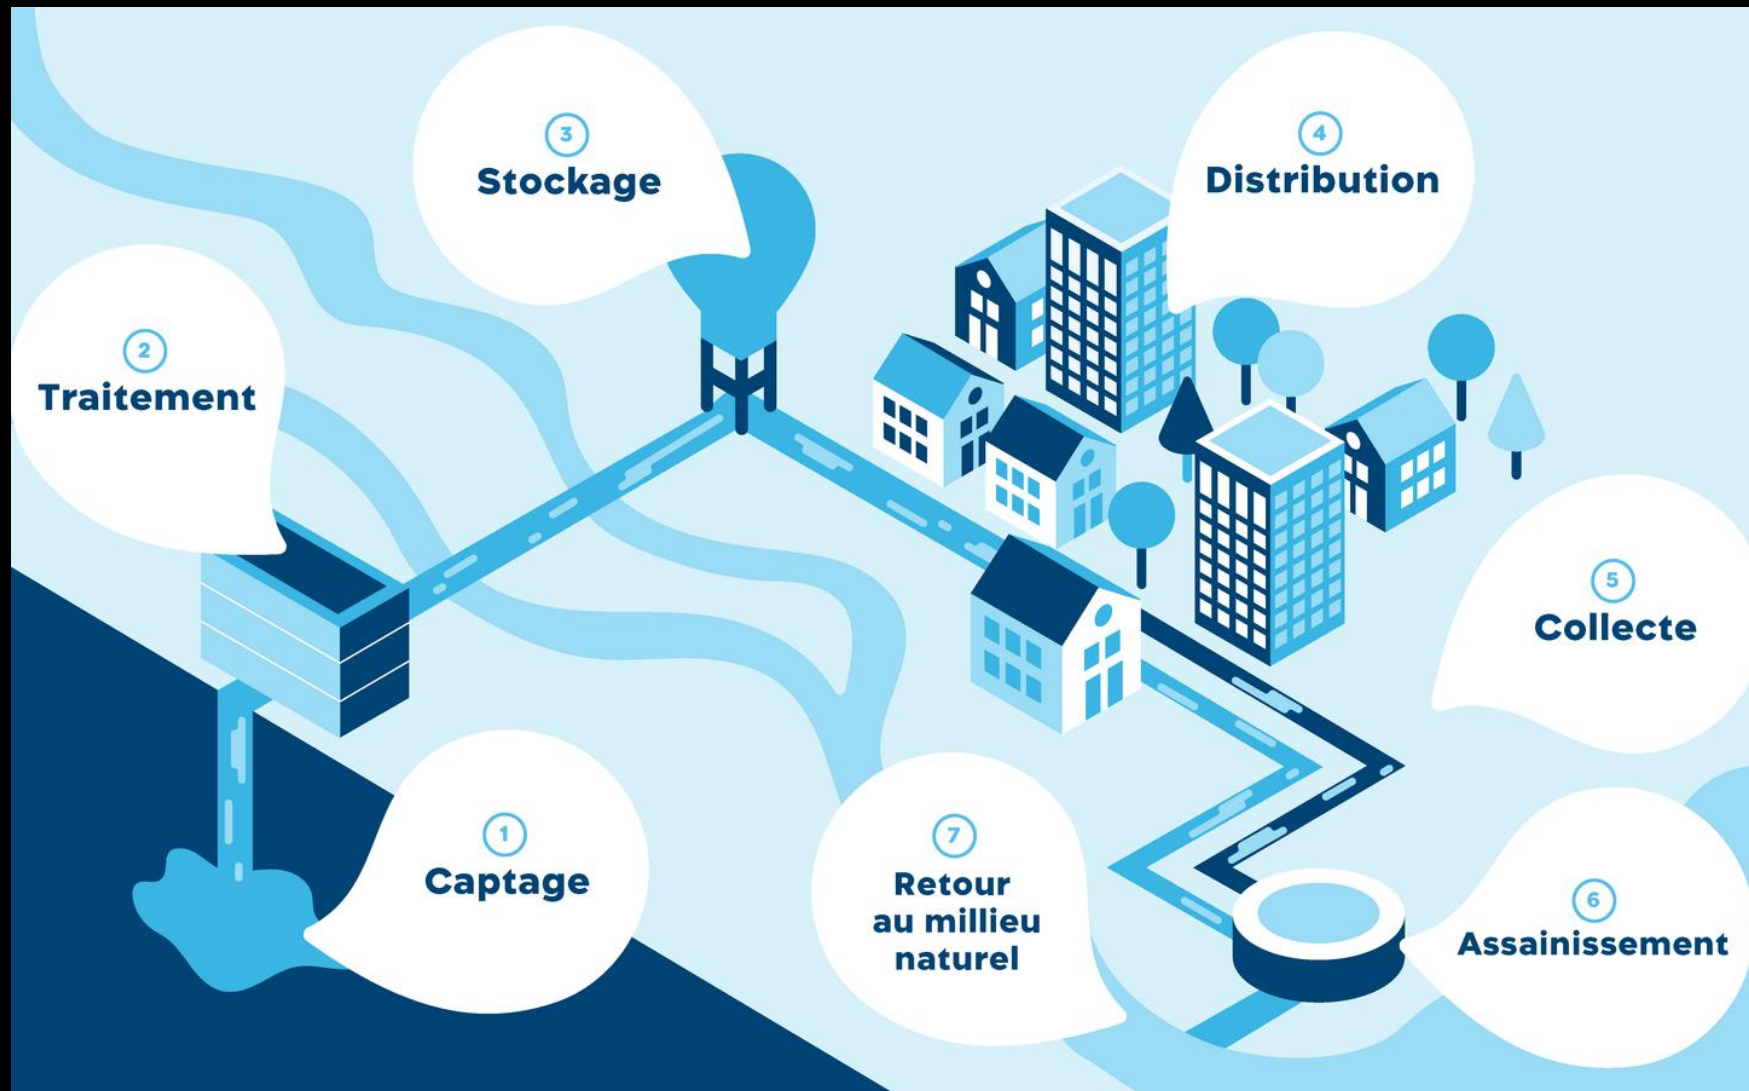 3
Stockage
4
Distribution
2
Traitement
5
Collecte
1
Captage
7
Retour
au millieu
naturel
6
Assainissement